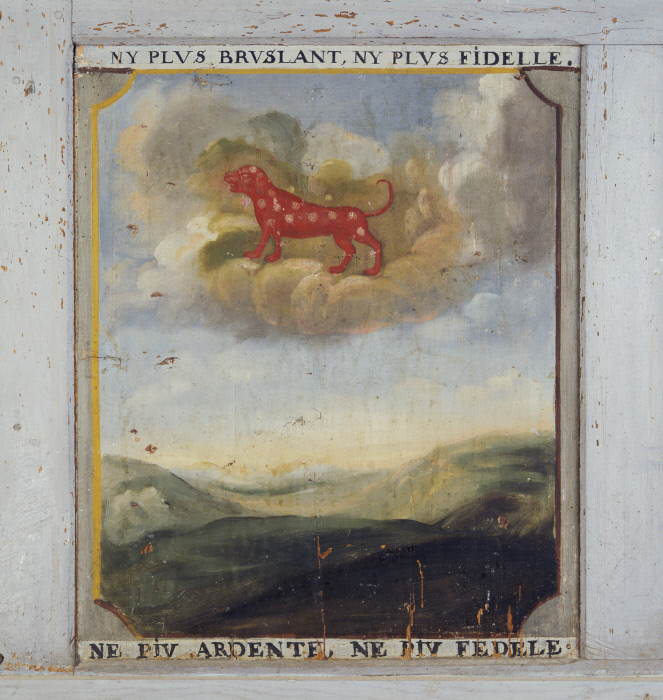 NY PLVS BRVSLANT, NY PLVS FIDELLE.
NE PIV ARDENTE, NE PIV FEDELE